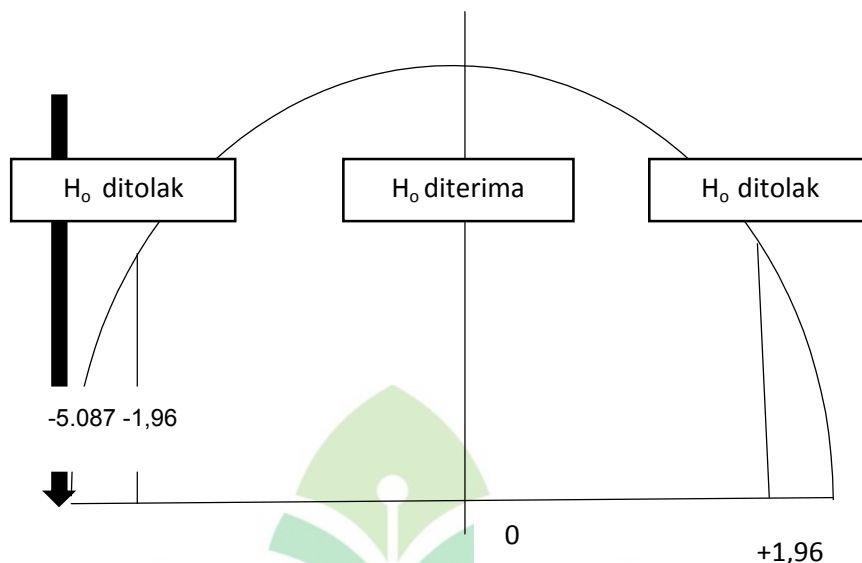 Hₒ ditolak
Hₒ diterima
Hₒ ditolak
-5.087 -1,96
0
+1,96